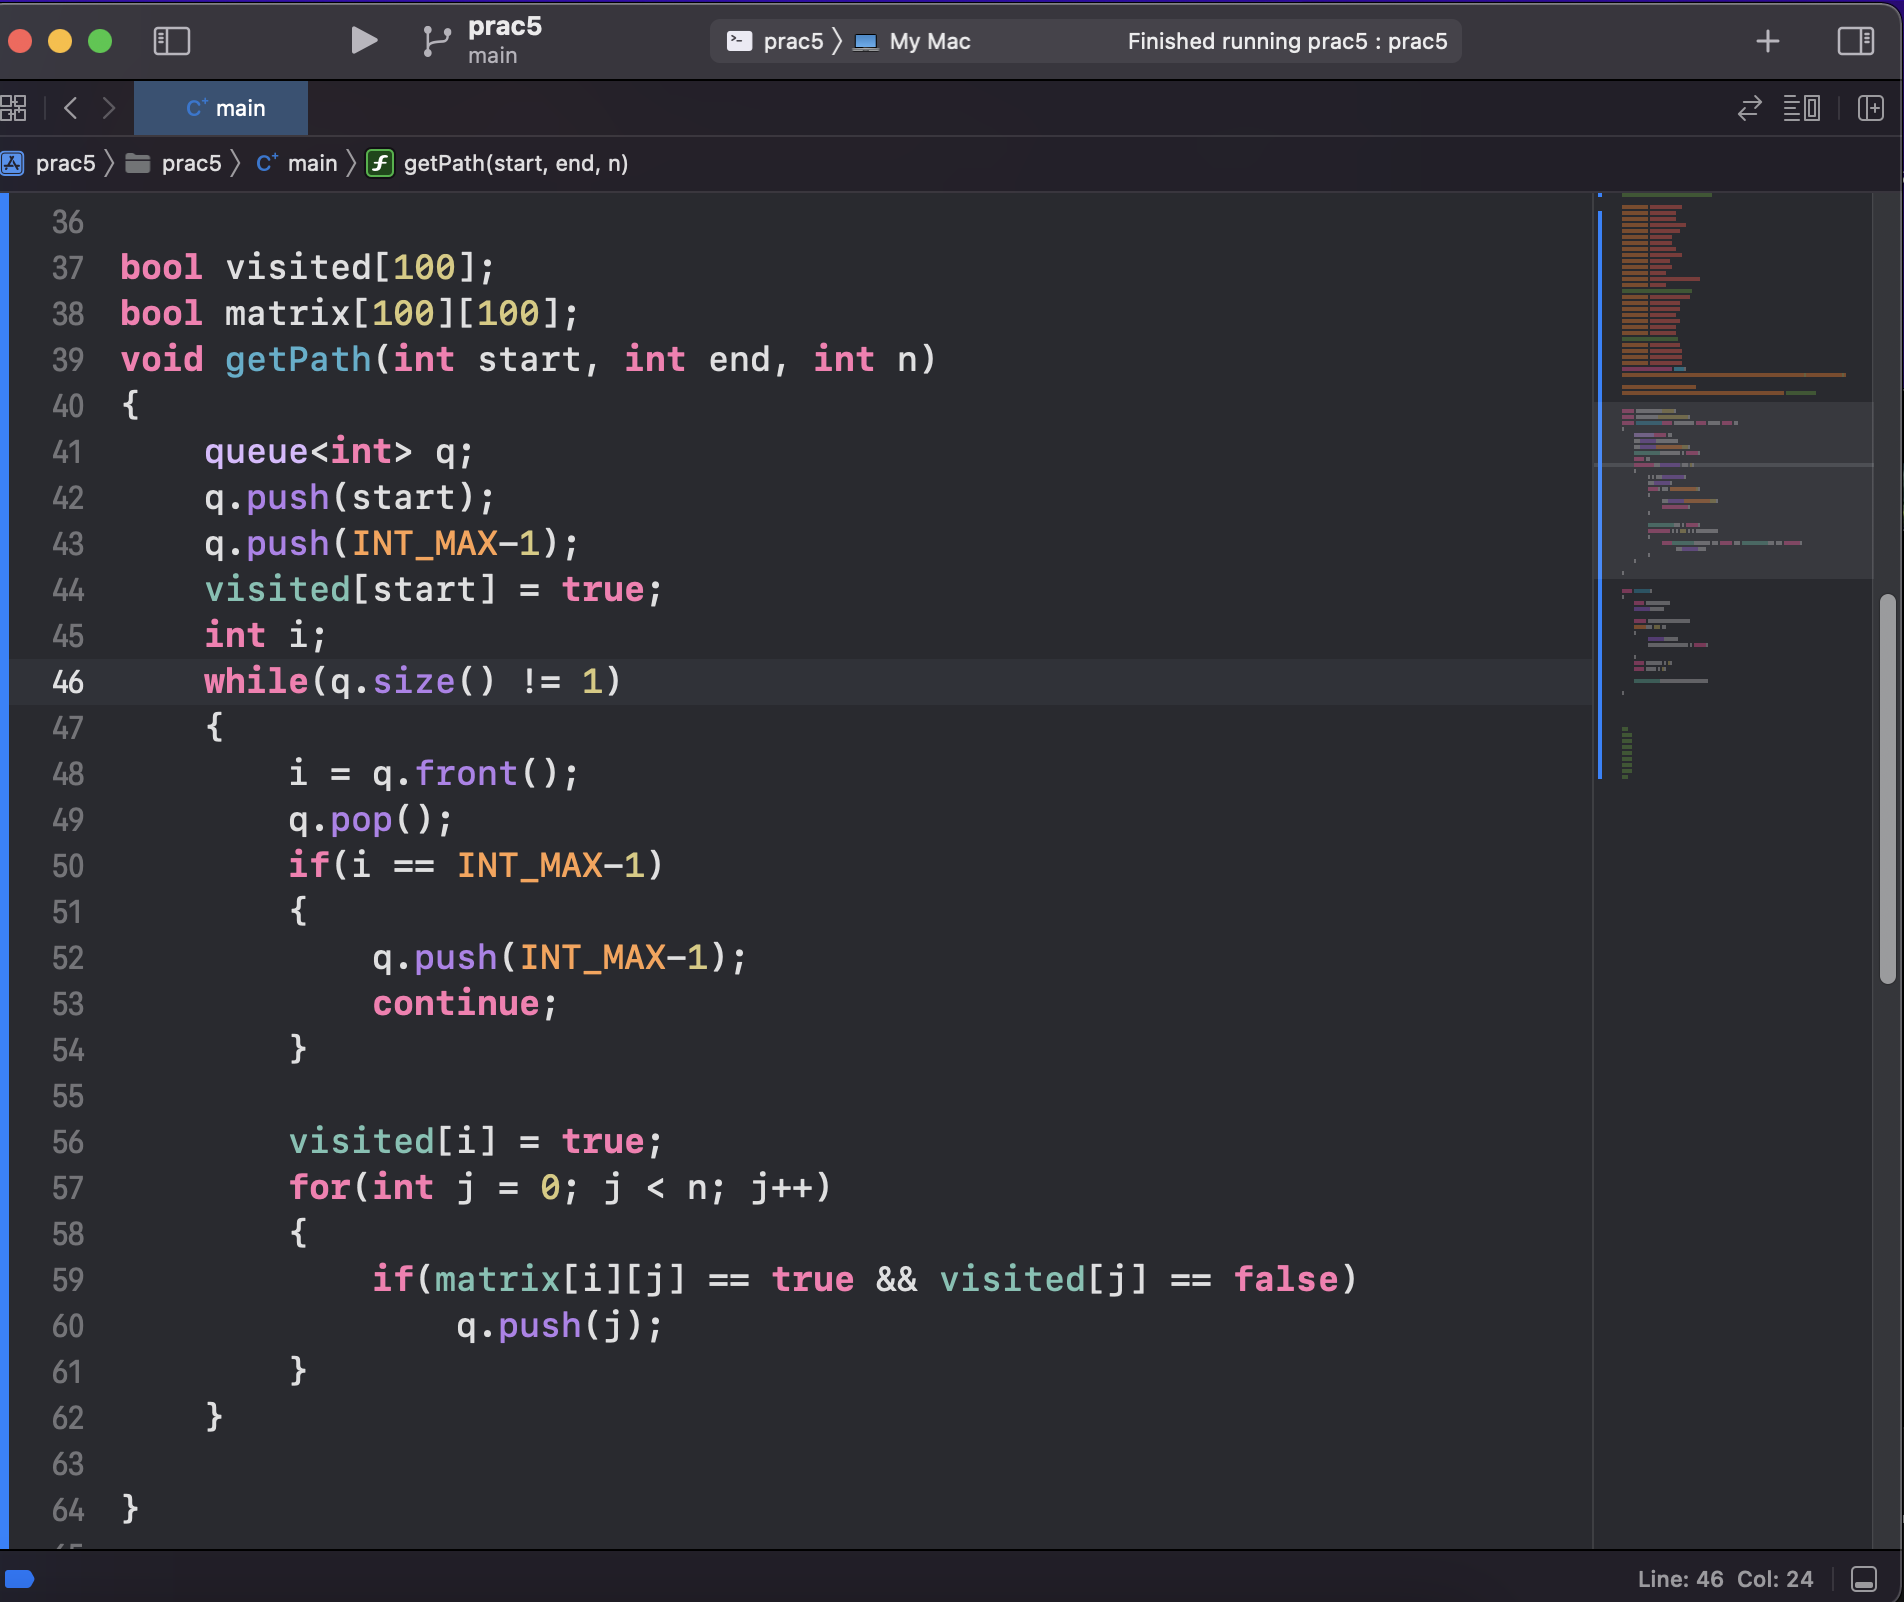 prac5
main
prac5 My Mac Finished running prac5 : prac5
main
prac5 prac5 main getPath(start, end, n)
36
37 bool visited[100];
38 bool matrix[100][100];
39 void getPath(int start, int end, int n)
40 {
41 queue<int> q;
42 q.push(start);
43 q.push(INT_MAX-1);
44 visited[start] = true;
45 int i;
46 while(q.size() != 1)
47 {
48 i = q.front();
49 q.pop();
50 if(i == INT_MAX-1)
51 {
52 q.push(INT_MAX-1);
53 continue;
54 }
55
56 visited[i] = true;
57 for(int j = 0; j < n; j++)
58 {
59 if(matrix[i][j] == true && visited[j] == false)
60 q.push(j);
61 }
62 }
63
64 }
Line: 46 Col: 24